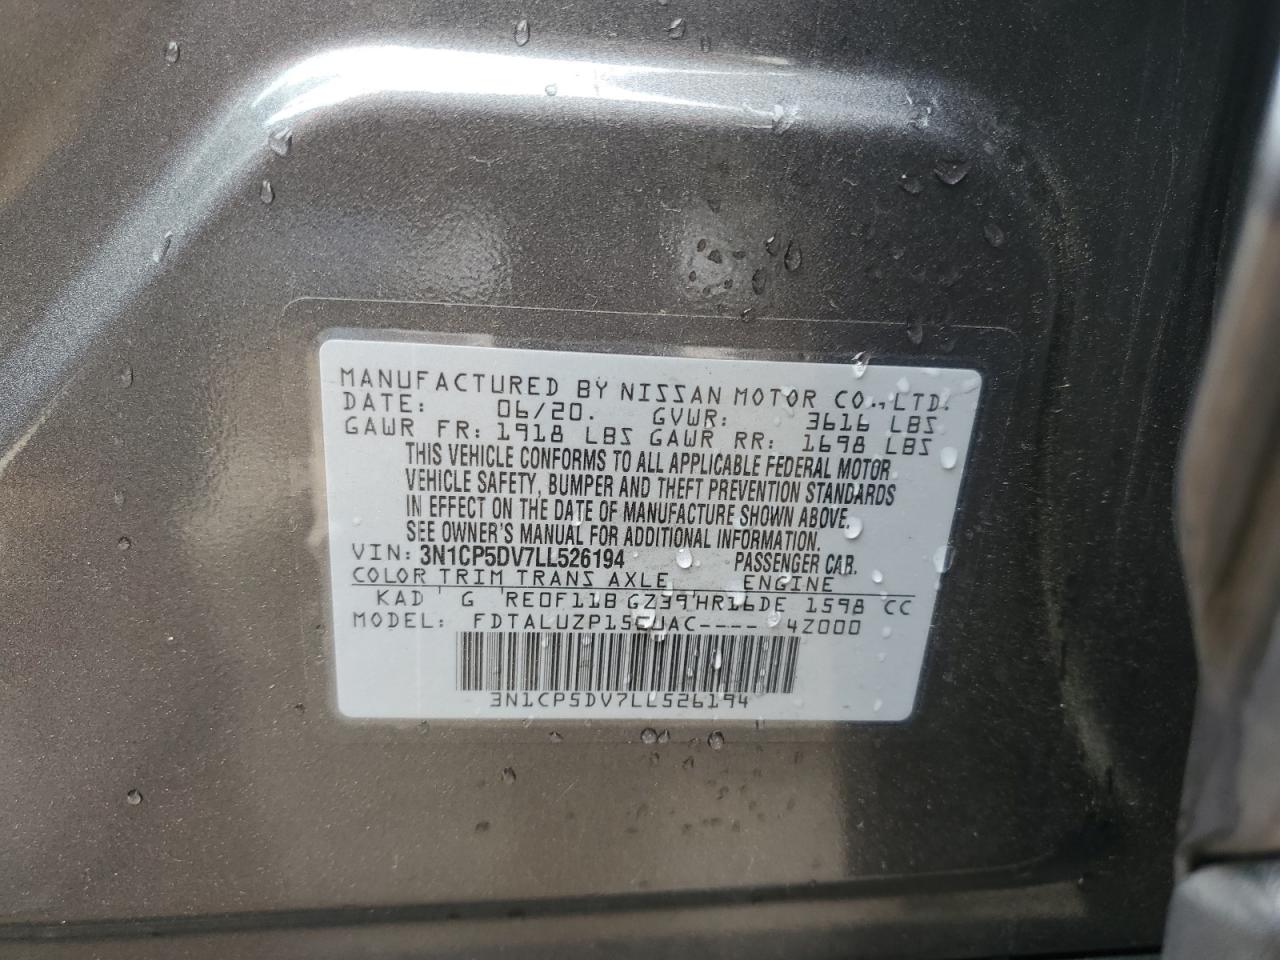 MANUFACTURED BY NISSAN MOTOR CO.,LTD.
DATE: 06/20. GVWR: 3616 LBS
GAWR FR: 1918 LBS GAWR RR: 1698 LBS
THIS VEHICLE CONFORMS TO ALL APPLICABLE FEDERAL MOTOR
VEHICLE SAFETY, BUMPER AND THEFT PREVENTION STANDARDS
IN EFFECT ON THE DATE OF MANUFACTURE SHOWN ABOVE.
SEE OWNER'S MANUAL FOR ADDITIONAL INFORMATION.
VIN: 3N1CP5DV7LL526194 PASSENGER CAR.
COLOR TRIM TRANS AXLE ENGINE
KAD G RE0F11B GZ39 HR16DE 1598 CC
MODEL: 4Z000
3N1CP5DV7LL526194